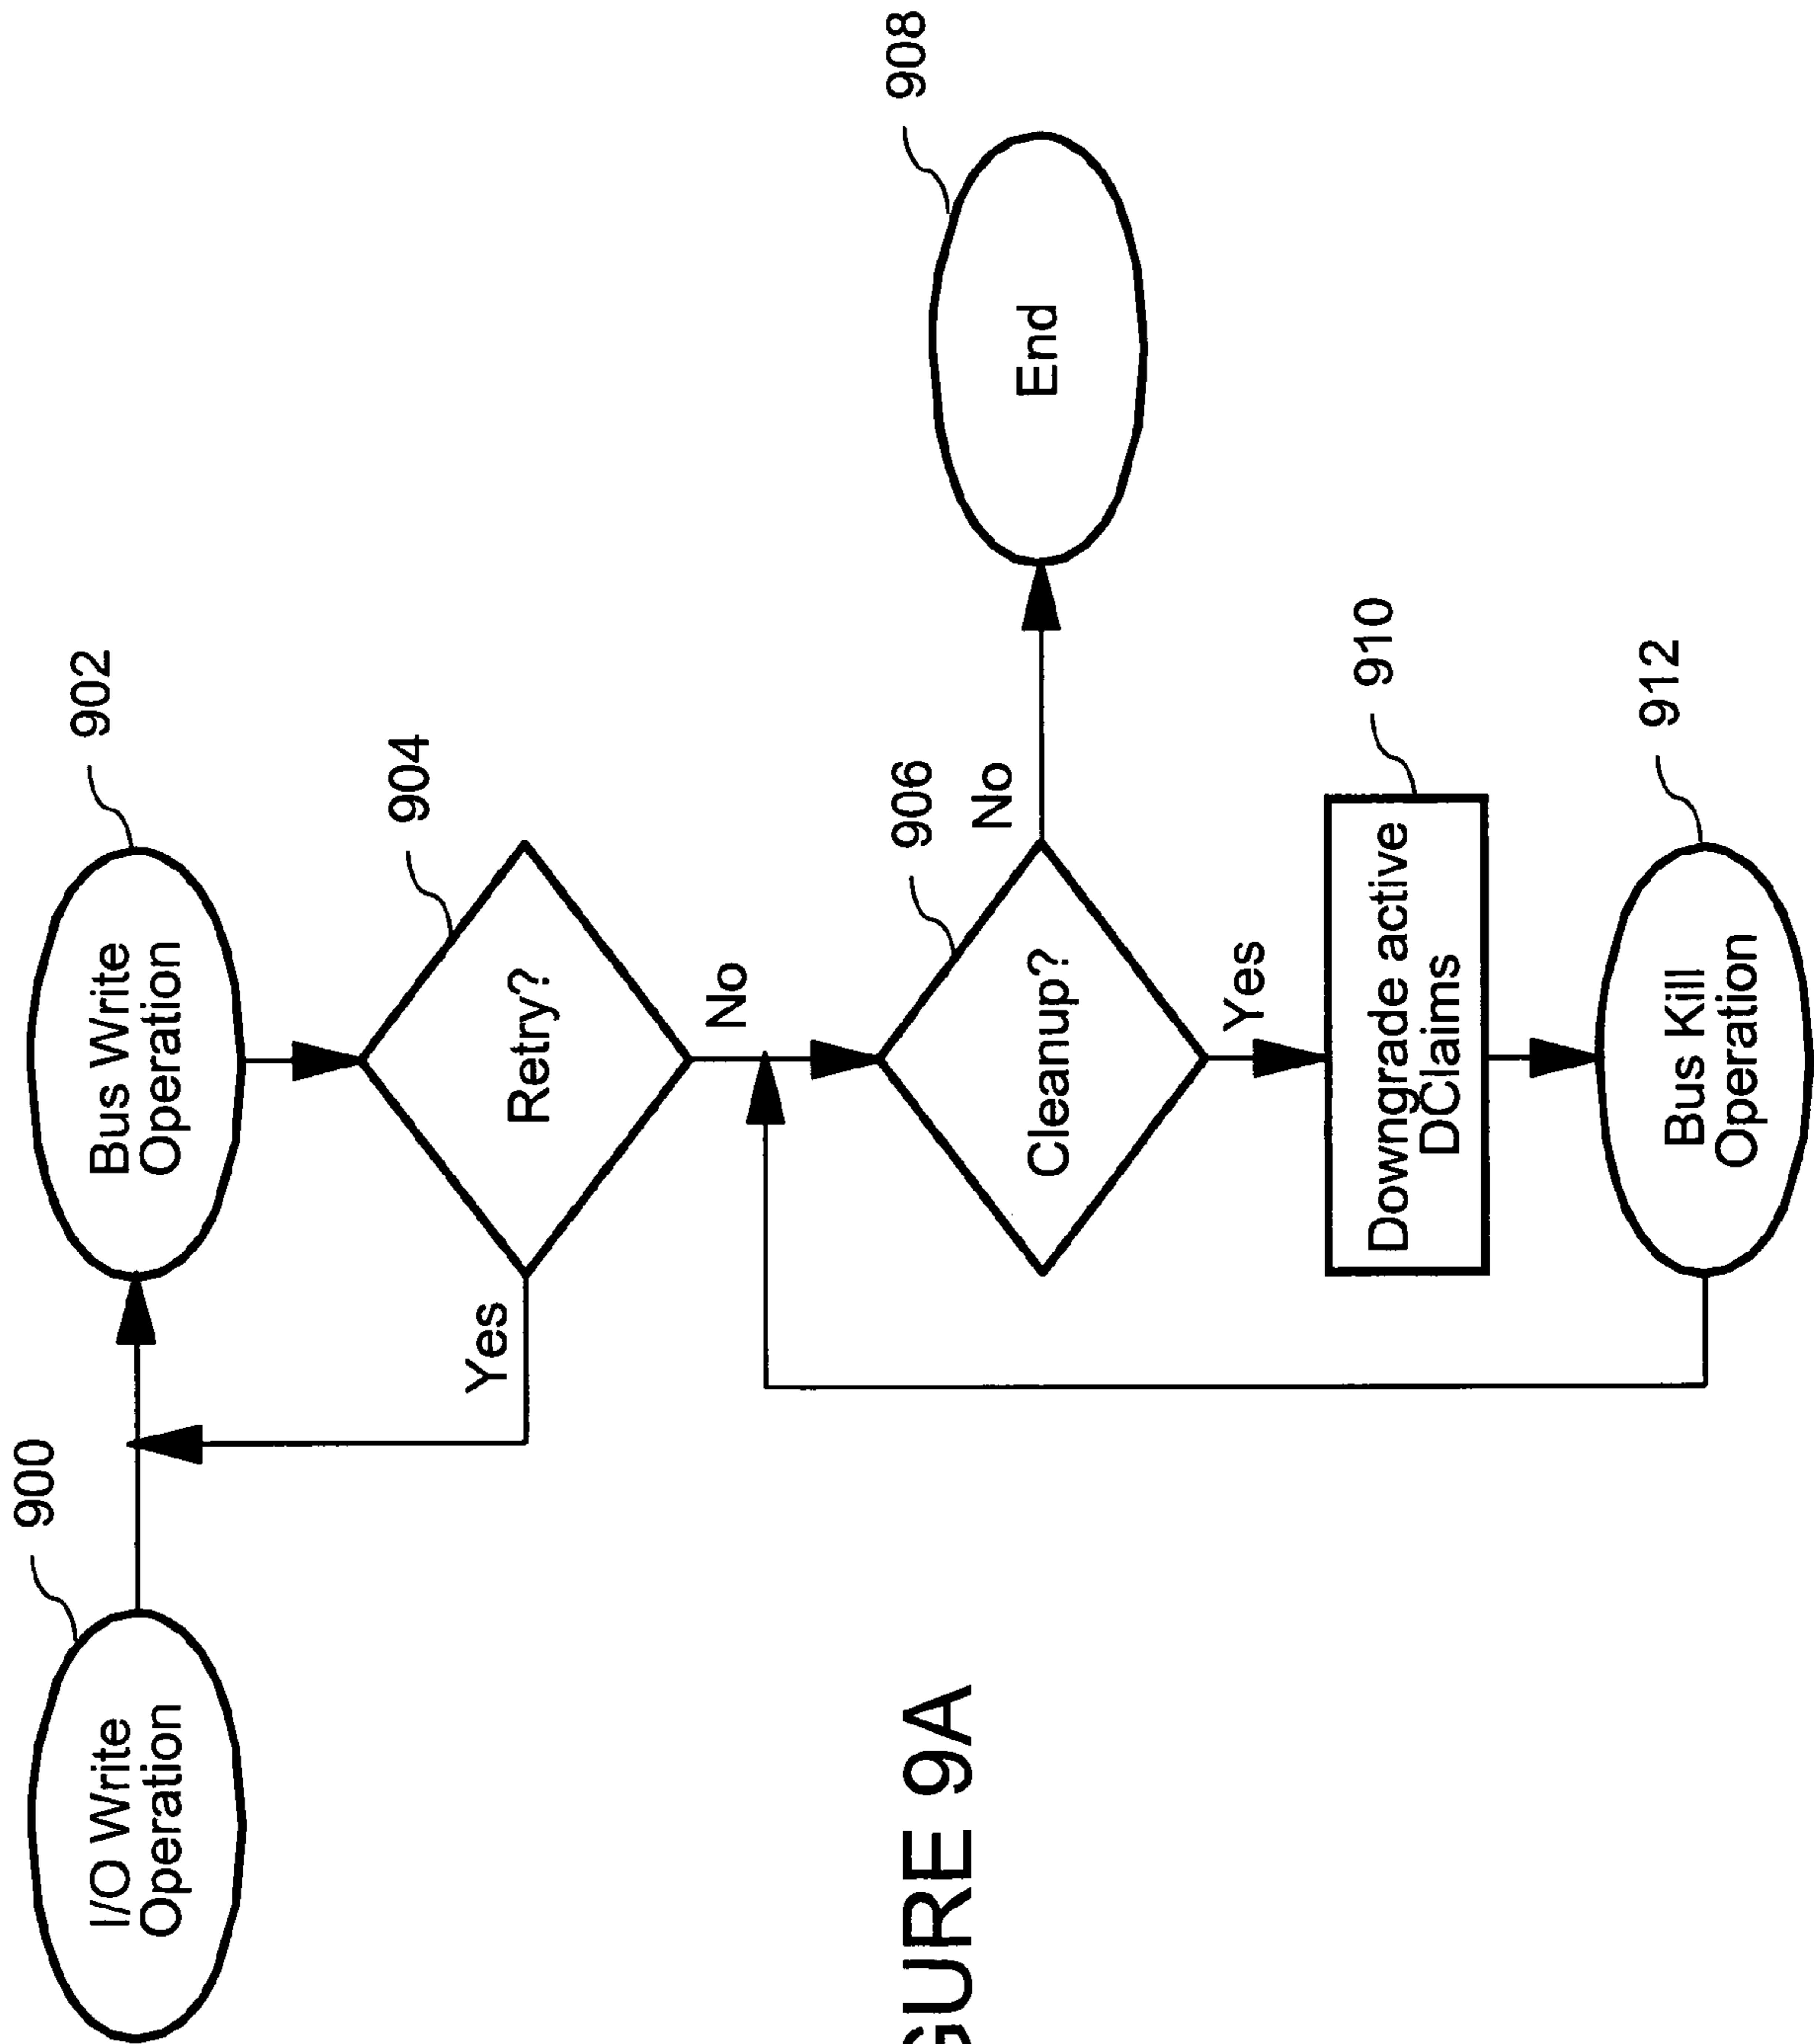 900
I/O Write
Operation
902
Bus Write
Operation
904
Retry?
Yes
No
906
Cleanup?
No
908
End
Yes
910
Downgrade active
DClaims
912
Bus Kill
Operation
GURE 9A